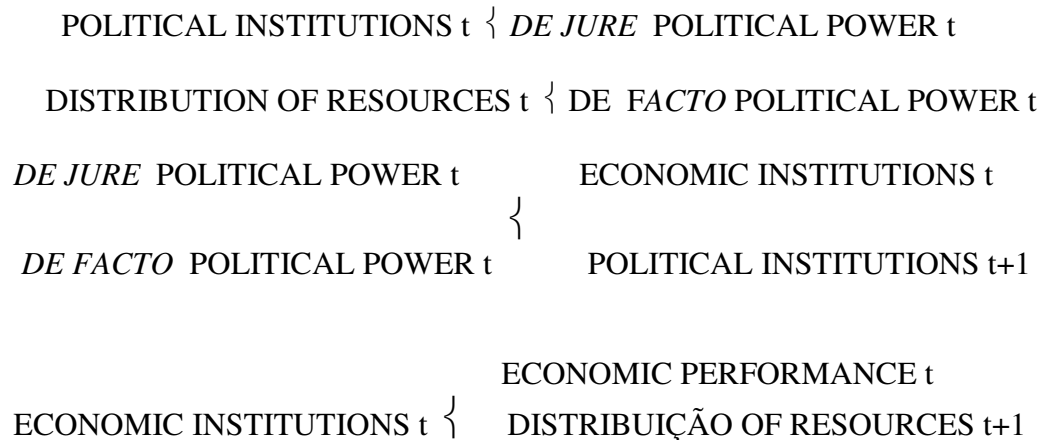 POLITICAL INSTITUTIONS t { DE JURE POLITICAL POWER t
DISTRIBUTION OF RESOURCES t { DE FACTO POLITICAL POWER t
DE JURE POLITICAL POWER t ECONOMIC INSTITUTIONS t
{
DE FACTO POLITICAL POWER t POLITICAL INSTITUTIONS t+1
ECONOMIC PERFORMANCE t
ECONOMIC INSTITUTIONS t { DISTRIBUIÇÃO OF RESOURCES t+1